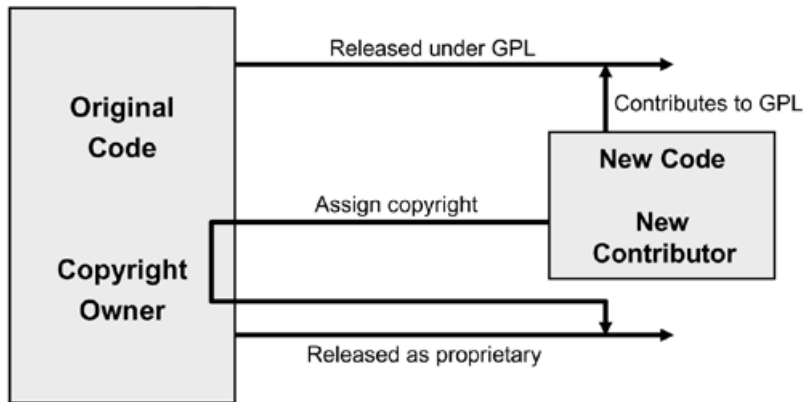 Released under GPL
Original
Code
Contributes to GPL
New Code
New
Contributor
Assign copyright
Copyright
Owner
Released as proprietary